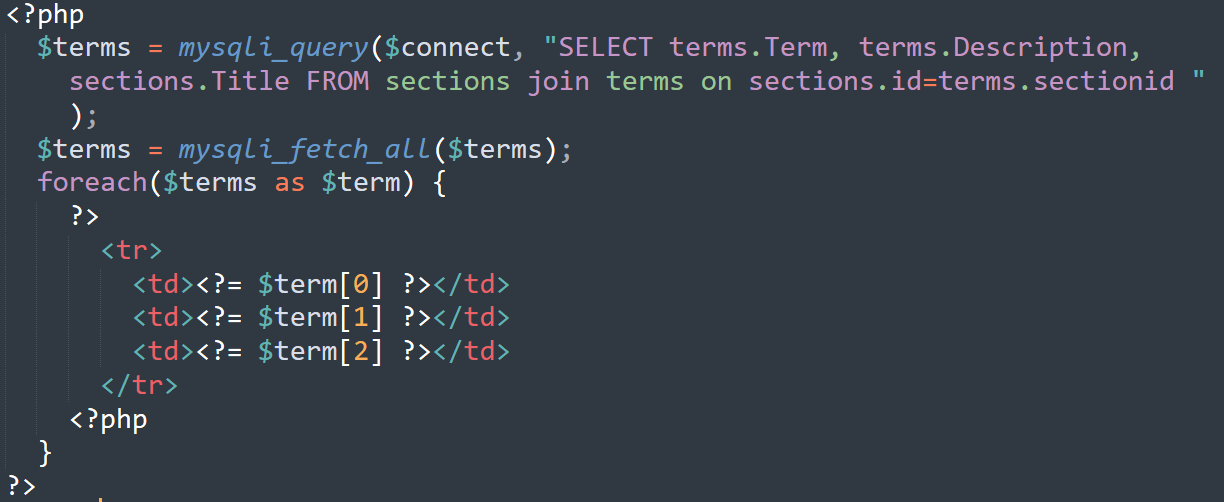 <?php
$terms = mysqli_query($connect, "SELECT terms.Term, terms.Description,
sections.Title FROM sections join terms on sections.id=terms.sectionid "
);
$terms = mysqli_fetch_all($terms);
foreach($terms as $term) {
?>
<tr>
<td><?= $term[0] ?></td>
<td><?= $term[1] ?></td>
<td><?= $term[2] ?></td>
</tr>
<?php
}
?>